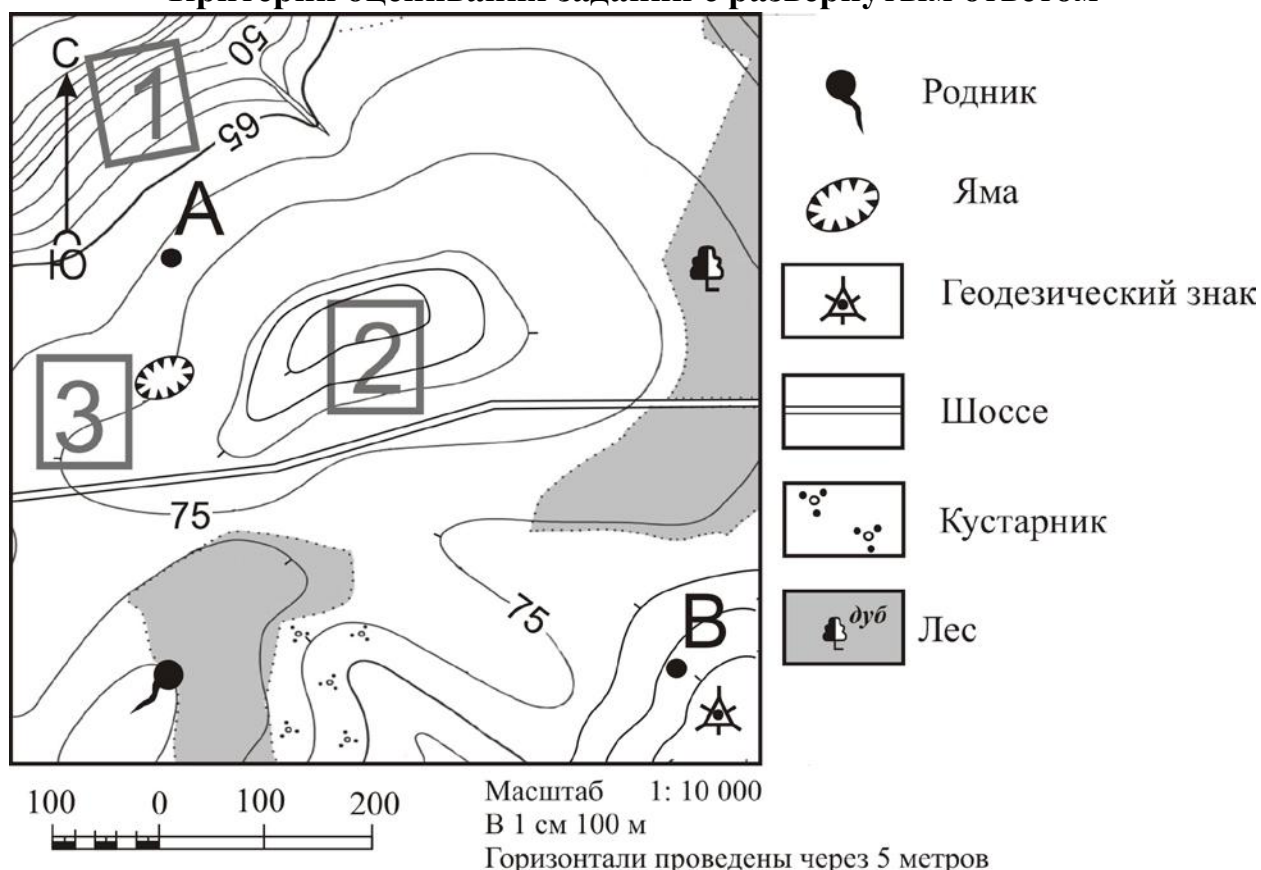 Критерии оценивания заданий с развёрнутым ответом
С
50
1
65
А
Ю
2
3
75
75
В
Родник
Яма
Геодезический знак
Шоссе
Кустарник
дуб
Лес
100 0 100 200
Масштаб 1: 10 000
В 1 см 100 м
Горизонтали проведены через 5 метров